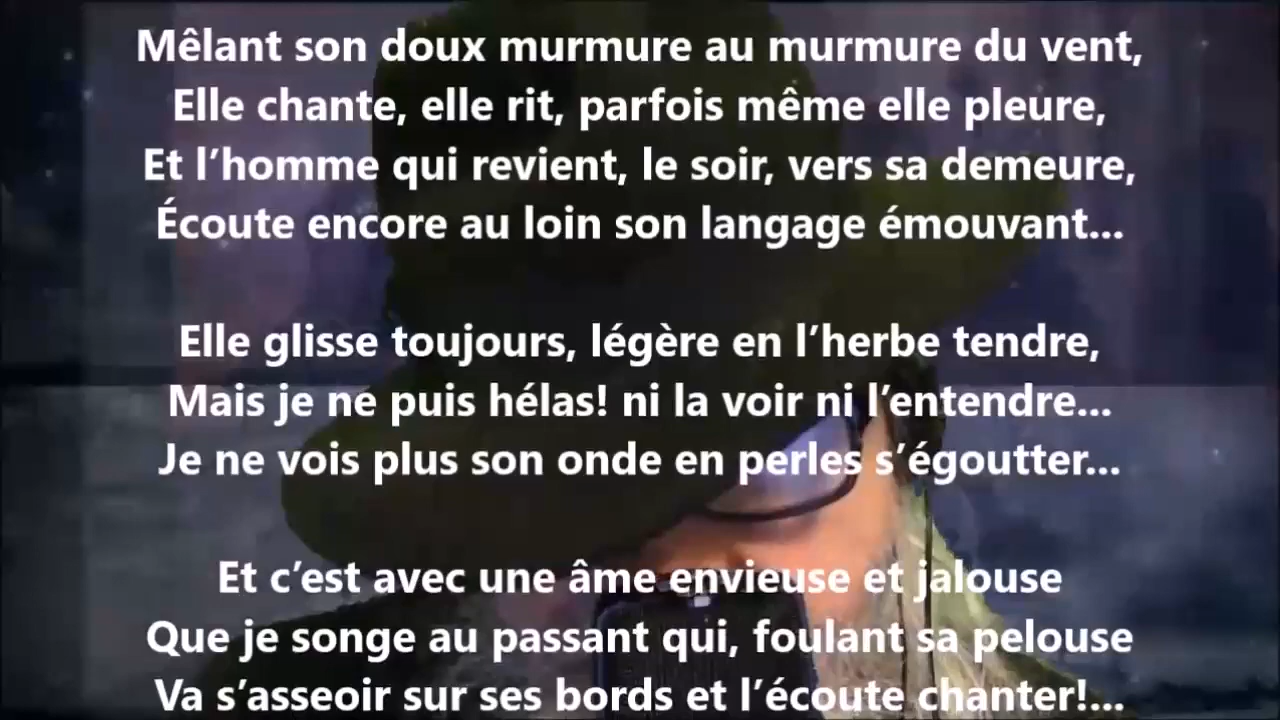 Mêlant son doux murmure au murmure du vent,
Elle chante, elle rit, parfois même elle pleure,
Et l’homme qui revient, le soir, vers sa demeure,
Écoute encore au loin son langage émouvant...
Elle glisse toujours, légère en l’herbe tendre,
Mais je ne puis hélas! ni la voir ni l’entendre...
Je ne vois plus son onde en perles s’égoutter...
Et c’est avec une âme envieuse et jalouse
Que je songe au passant qui, foulant sa pelouse
Va s’asseoir sur ses bords et l’écoute chanter!...